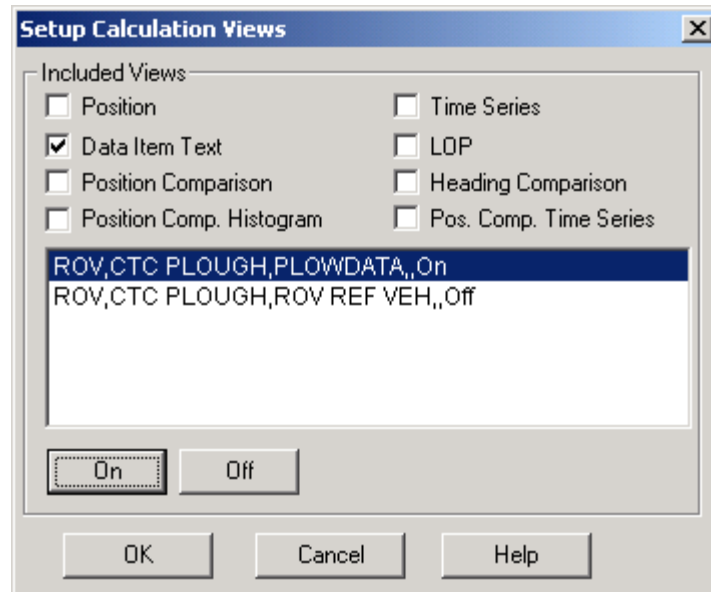 Setup Calculation Views
Included Views
Position
Time Series
Data Item Text
LOP
Position Comparison
Heading Comparison
Position Comp. Histogram
Pos. Comp. Time Series
ROV,CTC PLOUGH,PLOWDATA,,On
ROV,CTC PLOUGH,ROV REF VEH,,Off
On
Off
OK
Cancel
Help